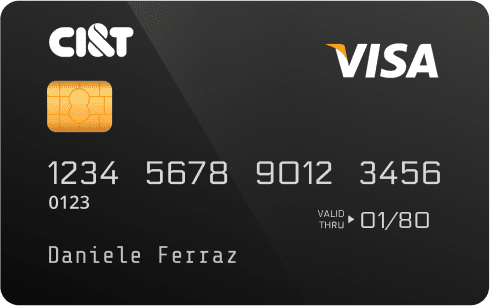 CI&T
VISA
1234 5678 9012 3456
0123
VALID THRU 01/80
Daniele Ferraz